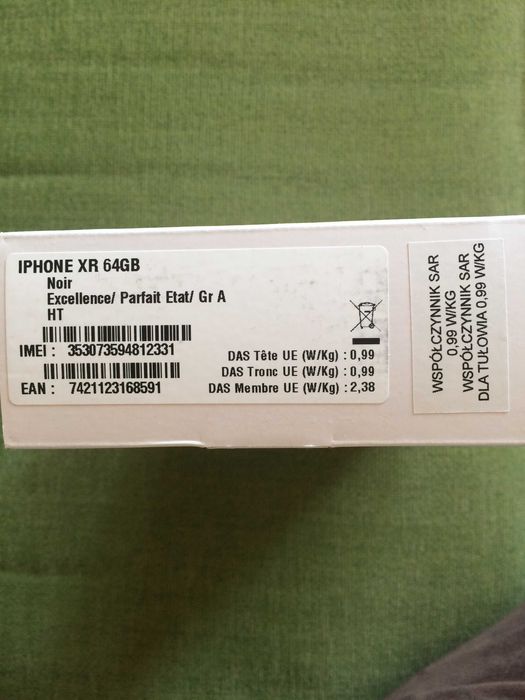 IPHONE XR 64GB
Noir
Excellence/ Parfait Etat/ Gr A
HT
IMEI : 353073594812331
EAN : 7421123168591
DAS Tête UE (W/Kg) : 0,99
DAS Tronc UE (W/Kg) : 0,99
DAS Membre UE (W/Kg) : 2,38
WSPÓŁCZYNNIK SAR
0,99 W/KG
WSPÓŁCZYNNIK SAR
DLA TUŁOWIA 0,99 W/KG